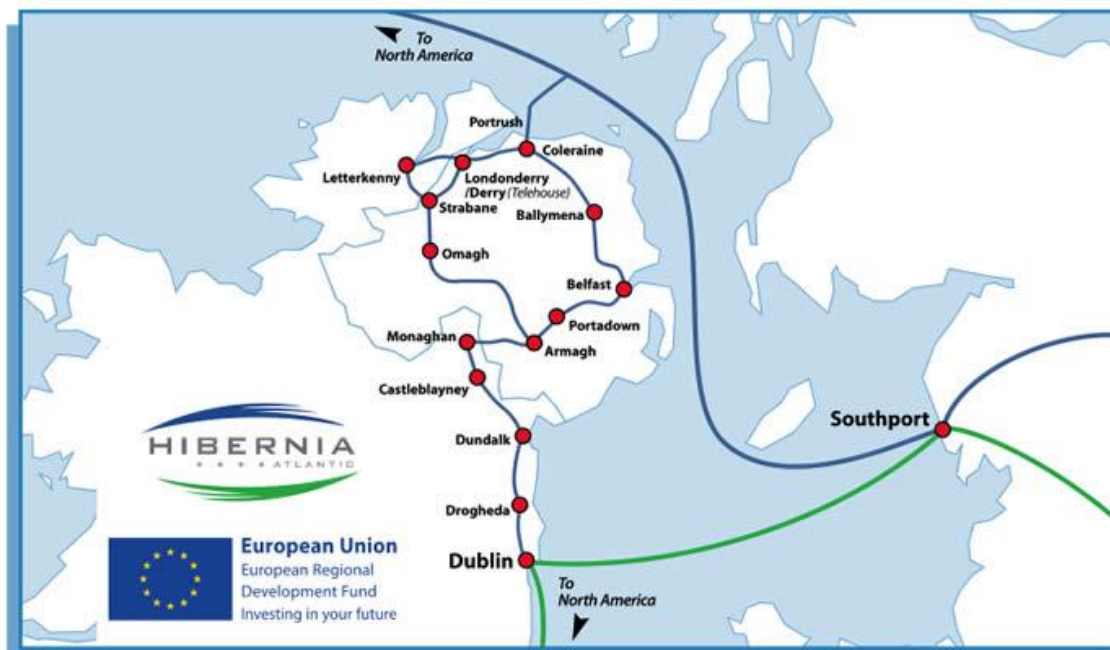 To
North America
Portrush
Coleraine
Letterkenny
Londonderry
/Derry (Telehouse)
Strabane
Ballymena
Omagh
Belfast
Portadown
Monaghan
Armagh
Castleblayney
Southport
Dundalk
HIBERNIA
ATLANTIC
Drogheda
Dublin
European Union
European Regional
Development Fund
Investing in your future
To
North America